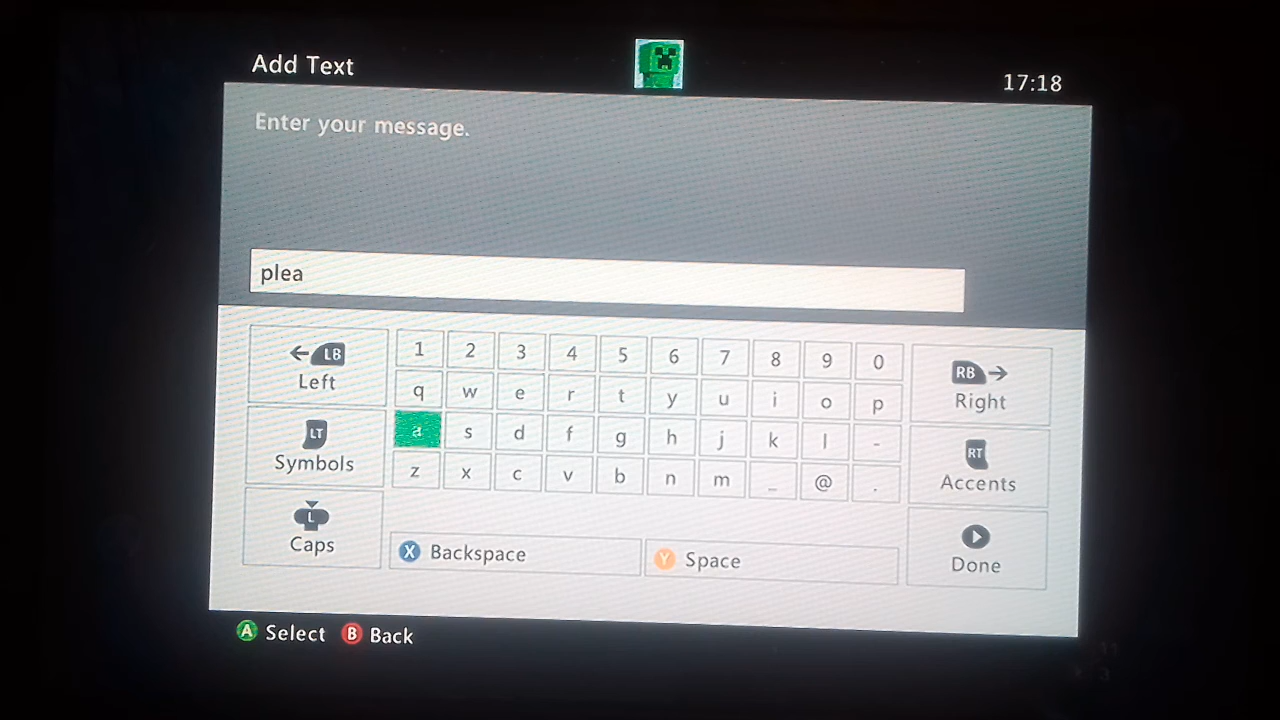 Add Text
17:18
Enter your message.
plea
LB
Left
1 2 3 4 5 6 7 8 9 0
RB
Right
q w e r t y u i o p
LT
Symbols
a s d f g h j k l -
RT
Accents
z x c v b n m _ @ .
L
Caps
X Backspace
Y Space
Done
A Select B Back